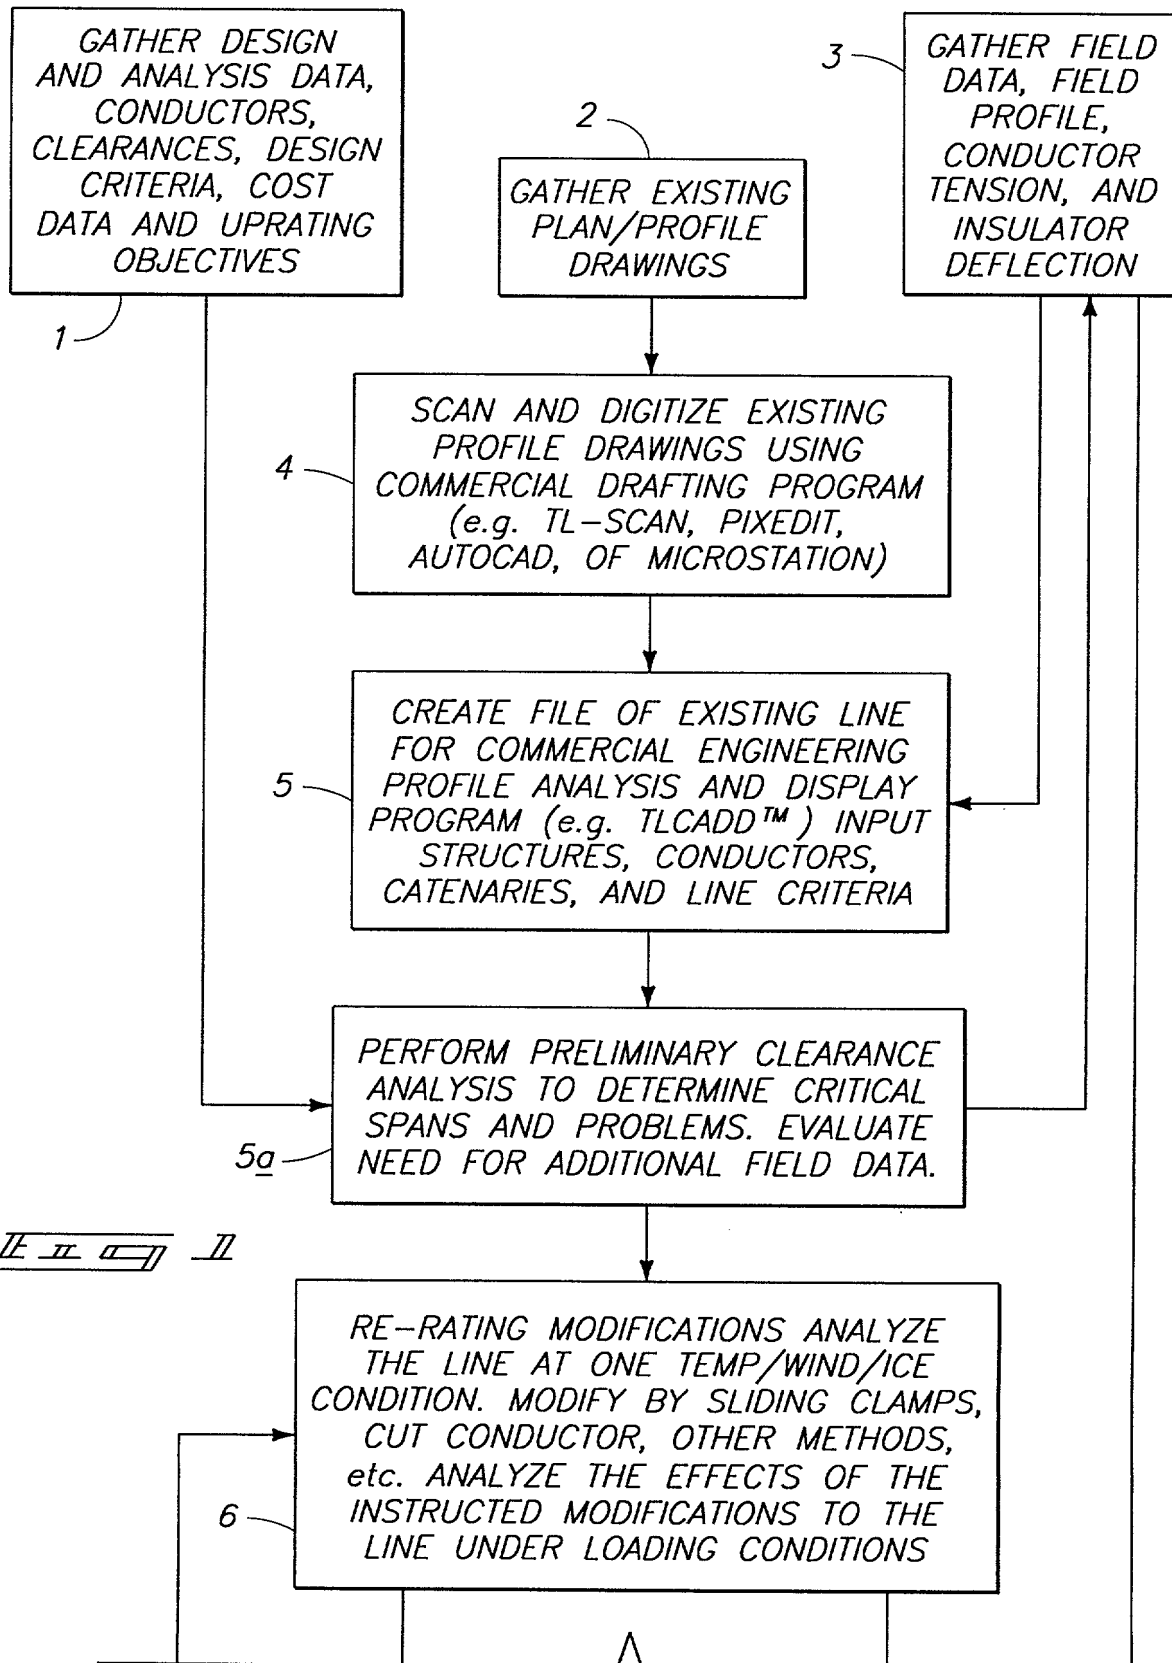 GATHER DESIGN
AND ANALYSIS DATA,
CONDUCTORS,
CLEARANCES, DESIGN
CRITERIA, COST
DATA AND UPRATING
OBJECTIVES
1
2
GATHER EXISTING
PLAN/PROFILE
DRAWINGS
3
GATHER FIELD
DATA, FIELD
PROFILE,
CONDUCTOR
TENSION, AND
INSULATOR
DEFLECTION
4
SCAN AND DIGITIZE EXISTING
PROFILE DRAWINGS USING
COMMERCIAL DRAFTING PROGRAM
(e.g. TL-SCAN, PIXEDIT,
AUTOCAD, OF MICROSTATION)
5
CREATE FILE OF EXISTING LINE
FOR COMMERCIAL ENGINEERING
PROFILE ANALYSIS AND DISPLAY
PROGRAM (e.g. TLCADD™) INPUT
STRUCTURES, CONDUCTORS,
CATENARIES, AND LINE CRITERIA
5a
PERFORM PRELIMINARY CLEARANCE
ANALYSIS TO DETERMINE CRITICAL
SPANS AND PROBLEMS. EVALUATE
NEED FOR ADDITIONAL FIELD DATA.
Fig 1
6
RE-RATING MODIFICATIONS ANALYZE
THE LINE AT ONE TEMP/WIND/ICE
CONDITION. MODIFY BY SLIDING CLAMPS,
CUT CONDUCTOR, OTHER METHODS,
etc. ANALYZE THE EFFECTS OF THE
INSTRUCTED MODIFICATIONS TO THE
LINE UNDER LOADING CONDITIONS